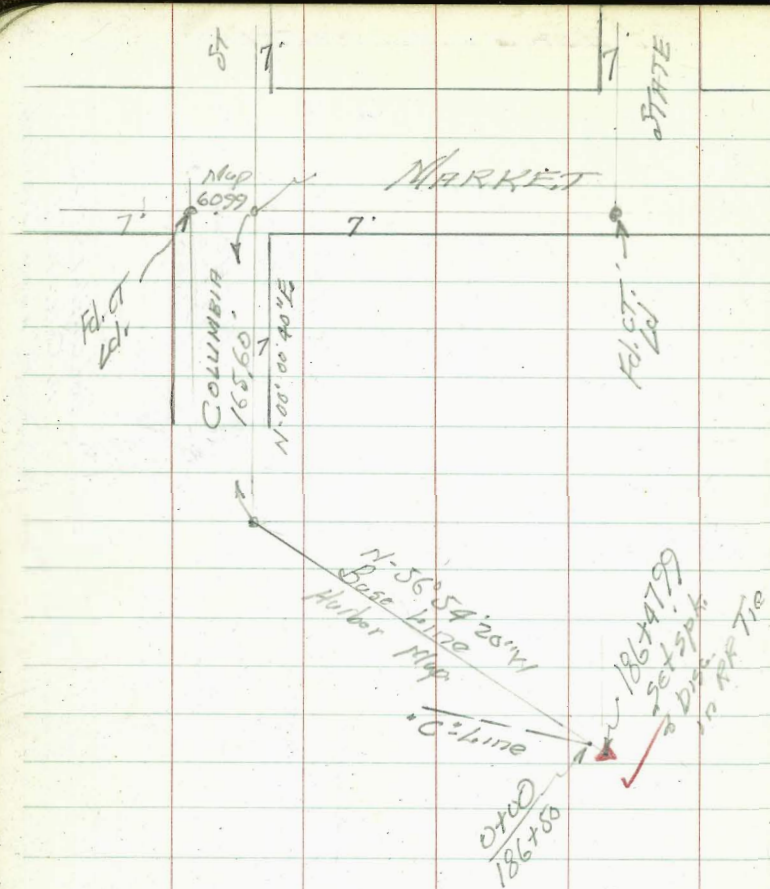 ST
7'
7'
STATE
Map
6099
MARKET
7'
7'
Fd. CT
Ld.
COLUMBIA
165.60'
7
N-00°00'40"E
Fd. CT.
Ld
N-56°54'20"W
Base Line
Harbor Map
"C" Line
186+47.99
Set Spk.
& Disc
in RR Tie
0+00
186+50